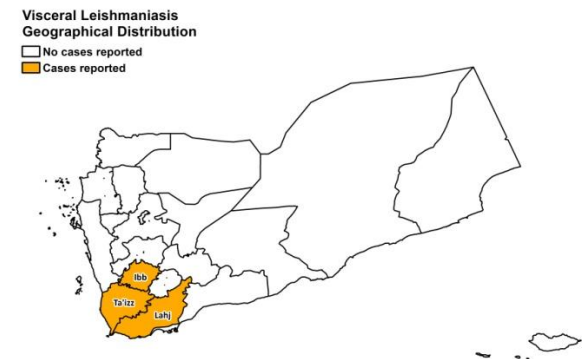 Visceral Leishmaniasis
Geographical Distribution
No cases reported
Cases reported
Ibb
Ta'izz
Lahj